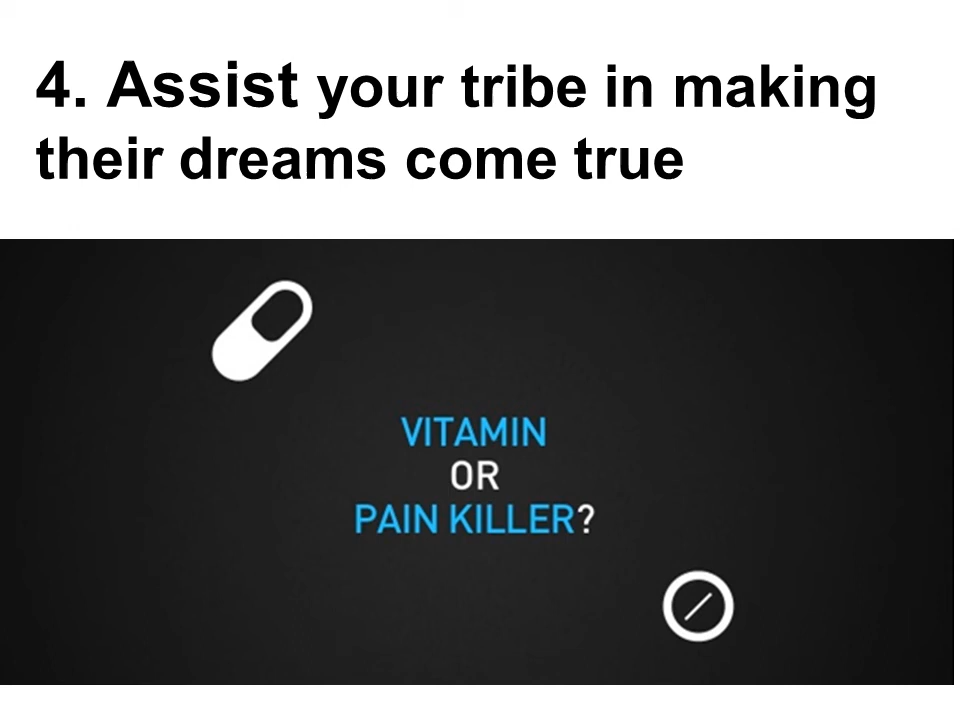 4. Assist your tribe in making
their dreams come true
VITAMIN
OR
PAIN KILLER?